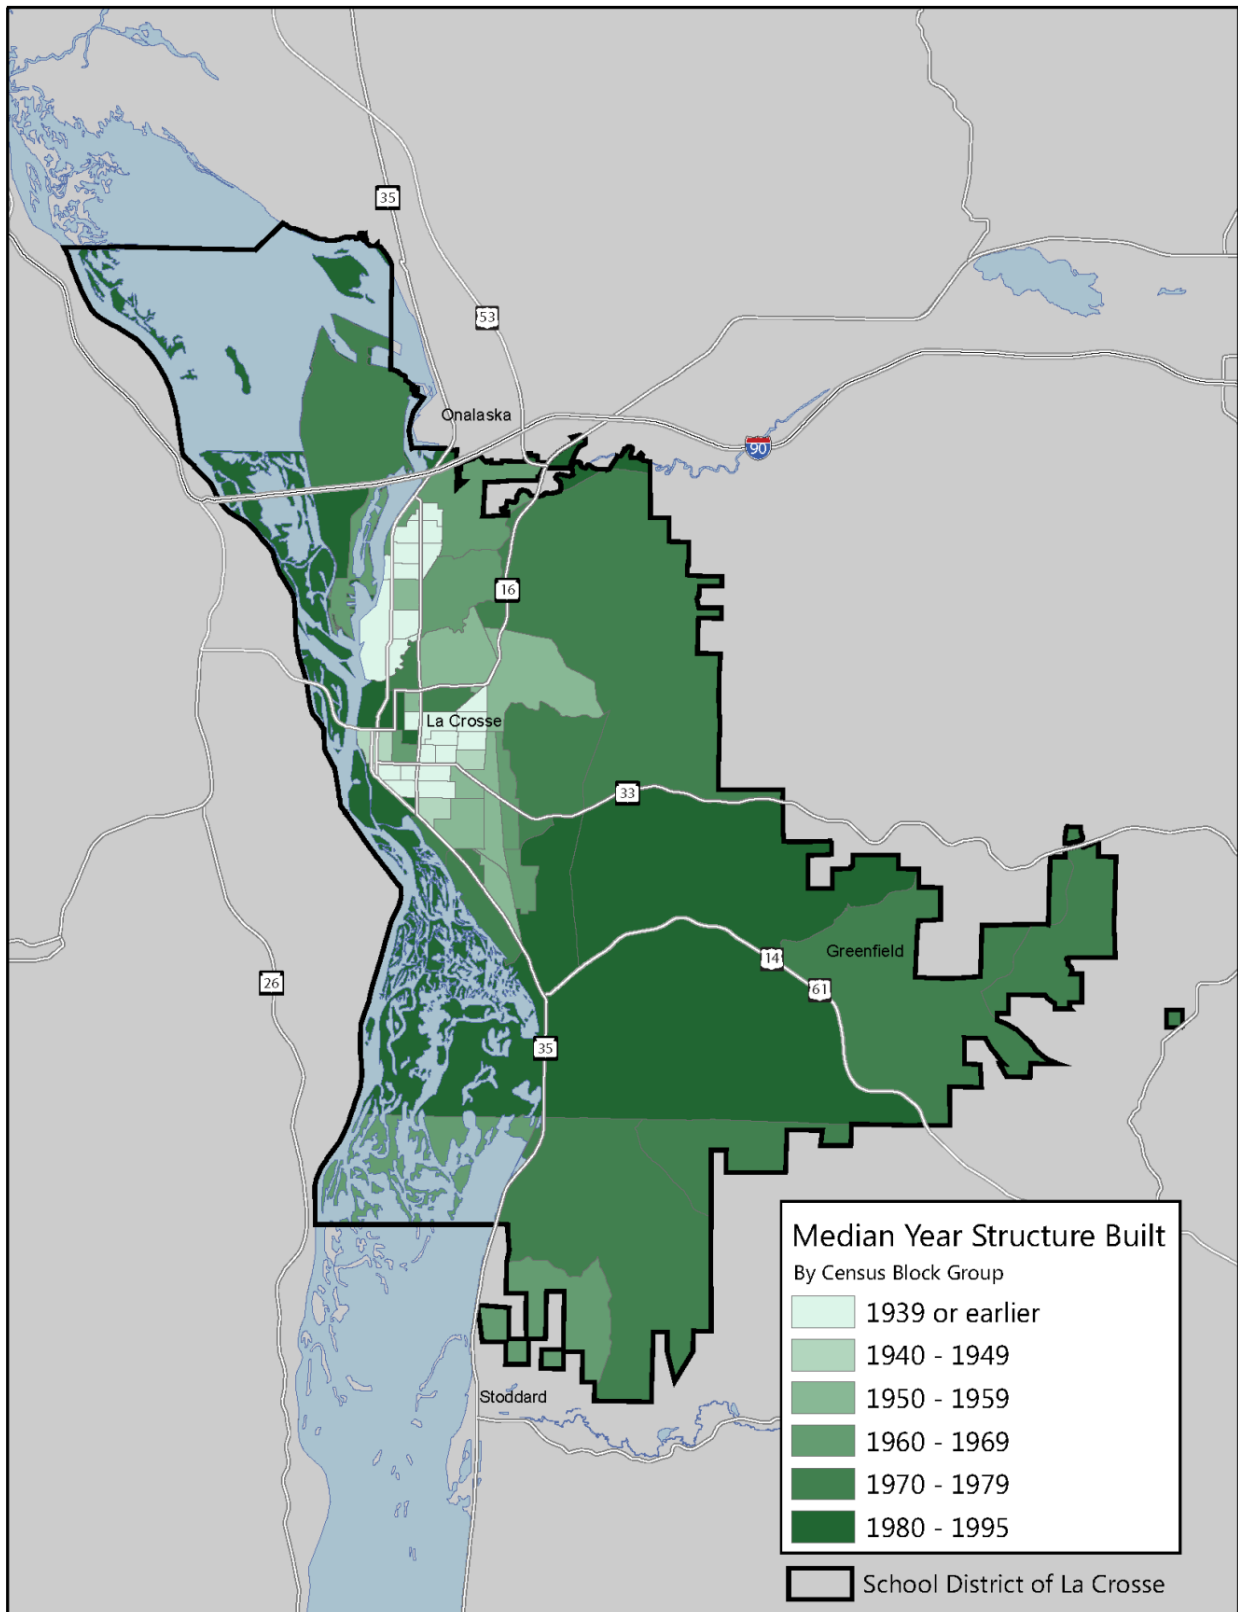 35
53
Onalaska
90
16
La Crosse
33
Greenfield
14
26
61
35
Stoddard
Median Year Structure Built
By Census Block Group
1939 or earlier
1940 - 1949
1950 - 1959
1960 - 1969
1970 - 1979
1980 - 1995
School District of La Crosse